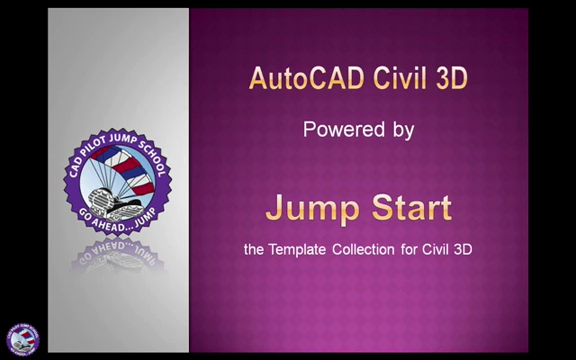 AutoCAD Civil 3D
Powered by
Jump Start
the Template Collection for Civil 3D
CAD PILOT JUMP SCHOOL
GO AHEAD...JUMP